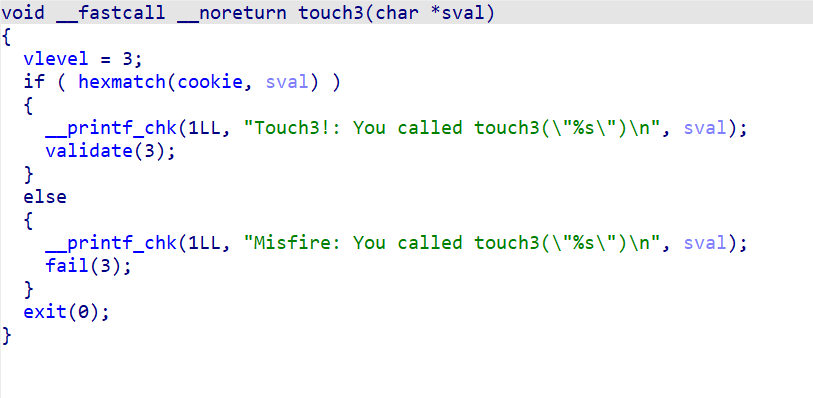 void __fastcall __noreturn touch3(char *sval)
{
  vlevel = 3;
  if ( hexmatch(cookie, sval) )
  {
    __printf_chk(1LL, "Touch3!: You called touch3(\"%s\")\n", sval);
    validate(3);
  }
  else
  {
    __printf_chk(1LL, "Misfire: You called touch3(\"%s\")\n", sval);
    fail(3);
  }
  exit(0);
}